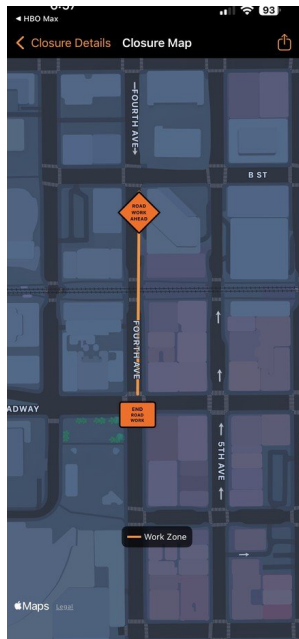 HBO Max
93
Closure Details
Closure Map
FOURTH AVE
B ST
ROAD
WORK
AHEAD
FOURTH AVE
ADWAY
END
ROAD
WORK
5TH AVE
Work Zone
Maps
Legal